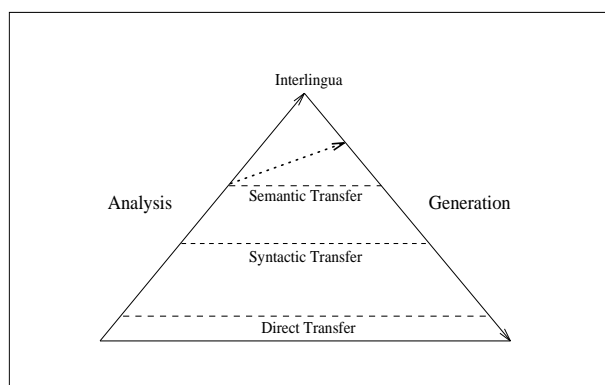 Interlingua
Analysis
Semantic Transfer
Generation
Syntactic Transfer
Direct Transfer